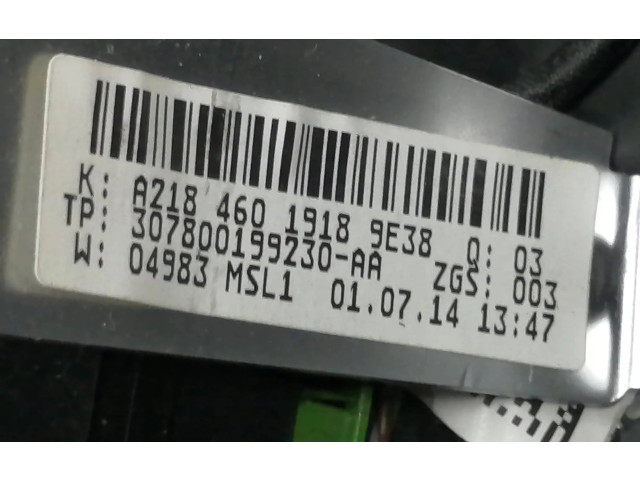 K: A218 460 1918 9E38 Q: 03
TP: 307800199230-AA ZGS: 003
W: 04983 MSL1 01.07.14 13:47